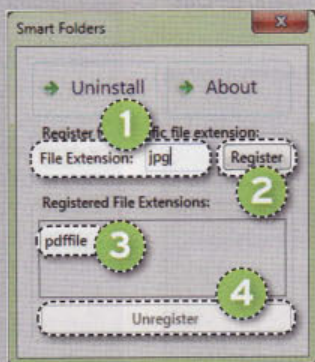 Smart Folders
x
Uninstall
About
1
Register fic file extension:
File Extension: jpg
Register
2
Registered File Extensions:
pdffile
3
4
Unregister